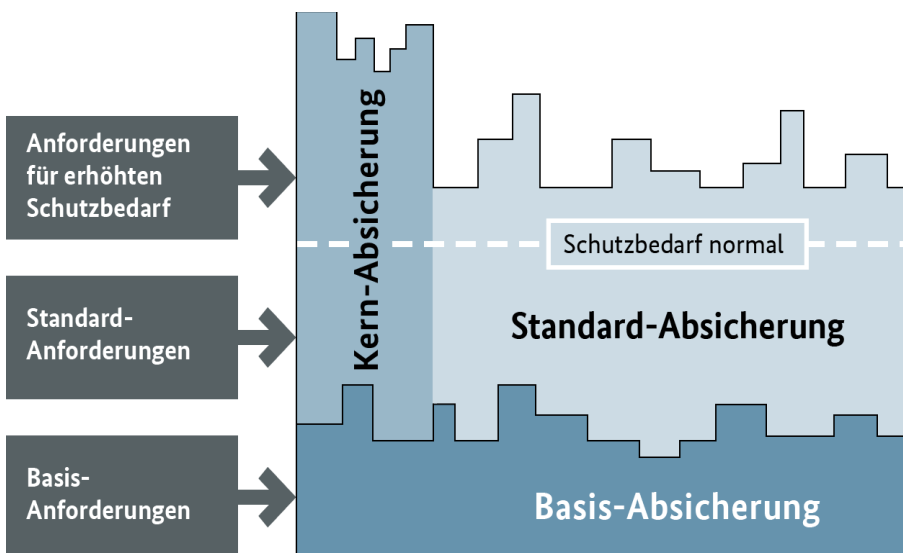 Anforderungen
für erhöhten
Schutzbedarf
Kern-Absicherung
Schutzbedarf normal
Standard-
Anforderungen
Standard-Absicherung
Basis-
Anforderungen
Basis-Absicherung